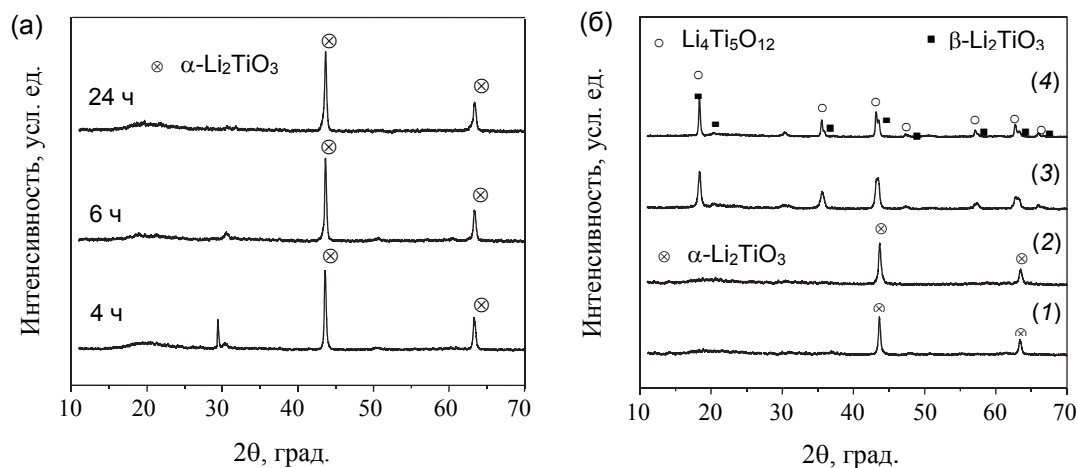 (а)
⊗ α-Li2TiO3
24 ч
6 ч
4 ч
Интенсивность, усл. ед.
10 20 30 40 50 60 70
2θ, град.
(б)
○ Li4Ti5O12 ■ β-Li2TiO3
(4)
(3)
(2)
⊗ α-Li2TiO3
(1)
Интенсивность, усл. ед.
10 20 30 40 50 60 70
2θ, град.